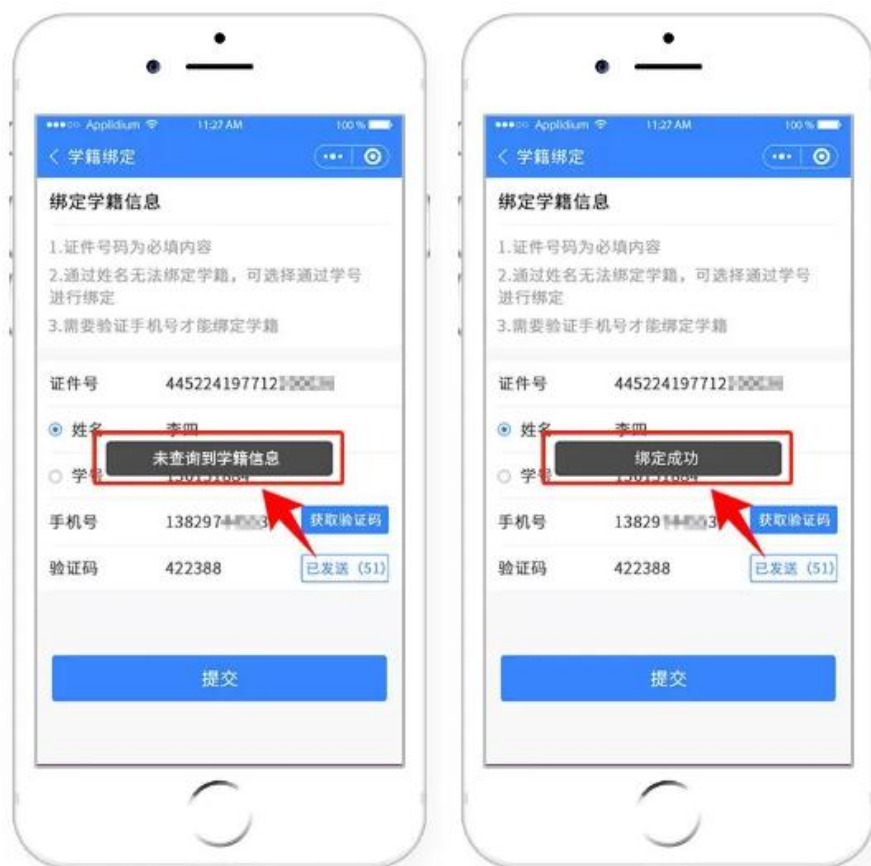 Applidium 11:27 AM 100 %
学籍绑定
绑定学籍信息
1.证件号码为必填内容
2.通过姓名无法绑定学籍，可选择通过学号
进行绑定
3.需要验证手机号才能绑定学籍
证件号 445224197712
姓名 李四
未查询到学籍信息
学号
手机号 138297 3 获取验证码
验证码 422388 已发送（51）
提交
Applidium 11:27 AM 100 %
学籍绑定
绑定学籍信息
1.证件号码为必填内容
2.通过姓名无法绑定学籍，可选择通过学号
进行绑定
3.需要验证手机号才能绑定学籍
证件号 445224197712
姓名 李四
绑定成功
学号
手机号 13829 3 获取验证码
验证码 422388 已发送（51）
提交